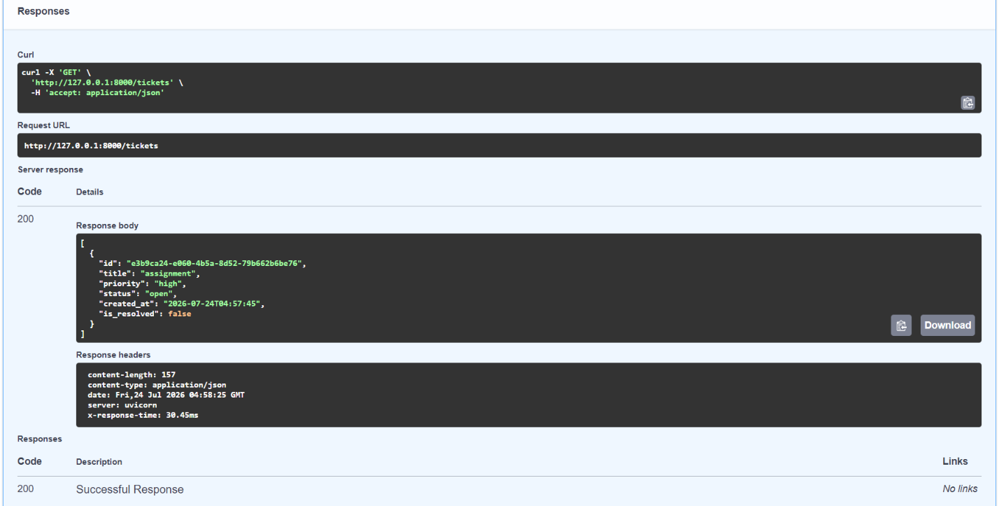 Responses
Curl
curl -X 'GET' \
  'http://127.0.0.1:8000/tickets' \
  -H 'accept: application/json'
Request URL
http://127.0.0.1:8000/tickets
Server response
Code Details
200
Response body
[
  {
    "id": "e3b9ca24-e060-4b5a-8d52-79b662b6be76",
    "title": "assignment",
    "priority": "high",
    "status": "open",
    "created_at": "2026-07-24T04:57:45",
    "is_resolved": false
  }
]
Download
Response headers
content-length: 157
content-type: application/json
date: Fri,24 Jul 2026 04:58:25 GMT
server: uvicorn
x-response-time: 30.45ms
Responses
Code Description Links
200 Successful Response No links